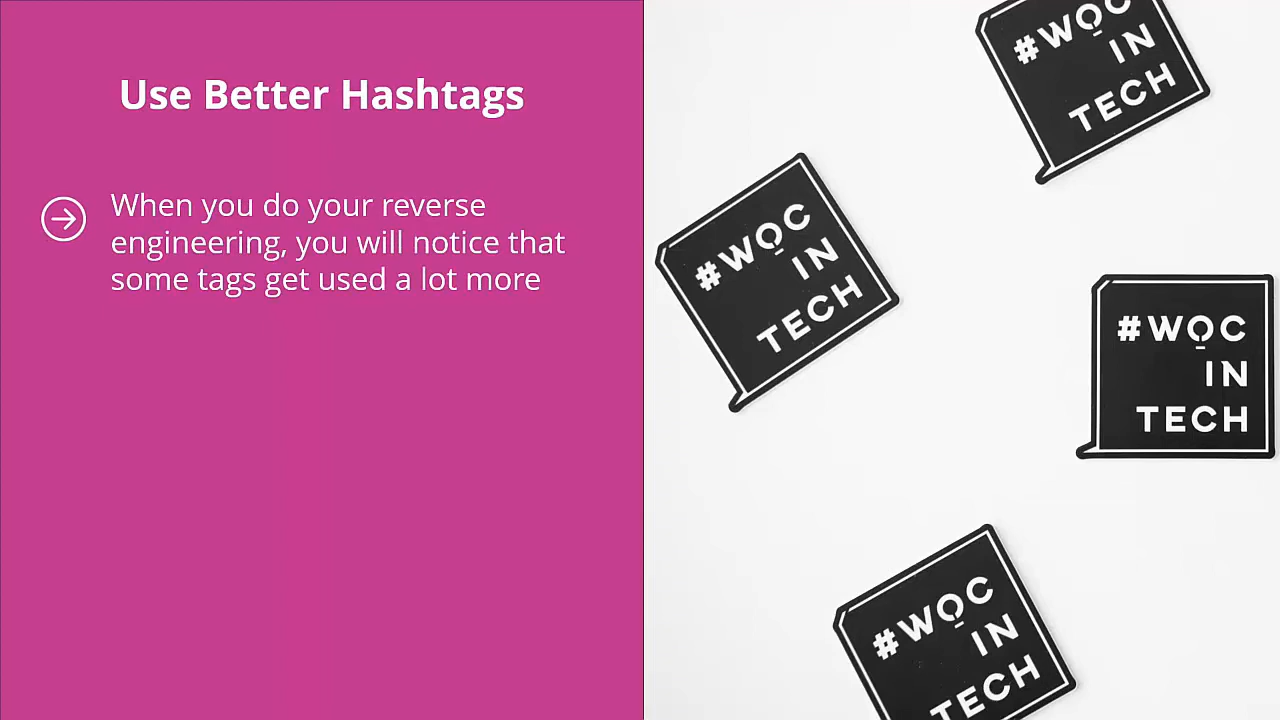 Use Better Hashtags
When you do your reverse
engineering, you will notice that
some tags get used a lot more
#WOC
IN
TECH
#WOC
IN
TECH
#WOC
IN
TECH
#WOC
IN
TECH